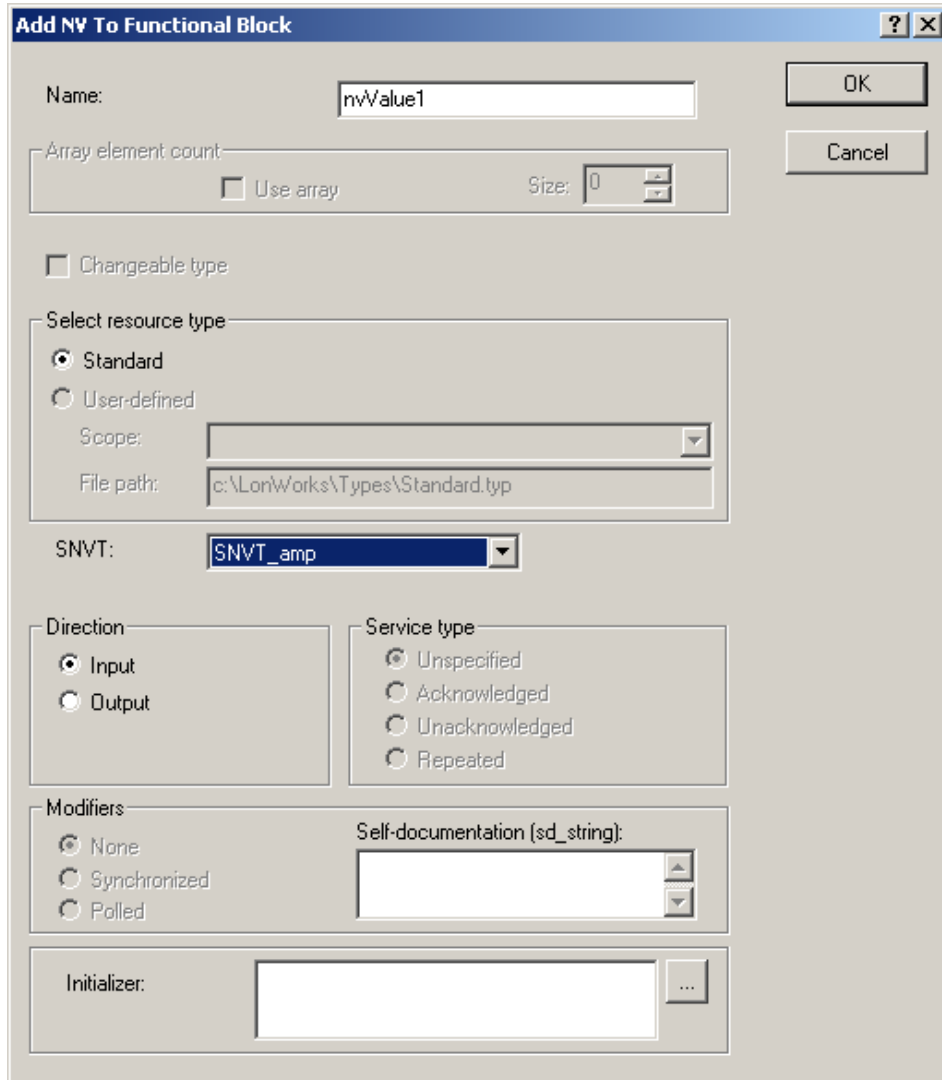 Add NV To Functional Block
Name: nvValue1
OK
Cancel
Array element count
Use array Size: 0
Changeable type
Select resource type
Standard
User-defined
Scope:
File path: c:\LonWorks\Types\Standard.typ
SNVT: SNVT_amp
Direction
Input
Output
Service type
Unspecified
Acknowledged
Unacknowledged
Repeated
Modifiers
None
Synchronized
Polled
Self-documentation (sd_string):
Initializer: ...